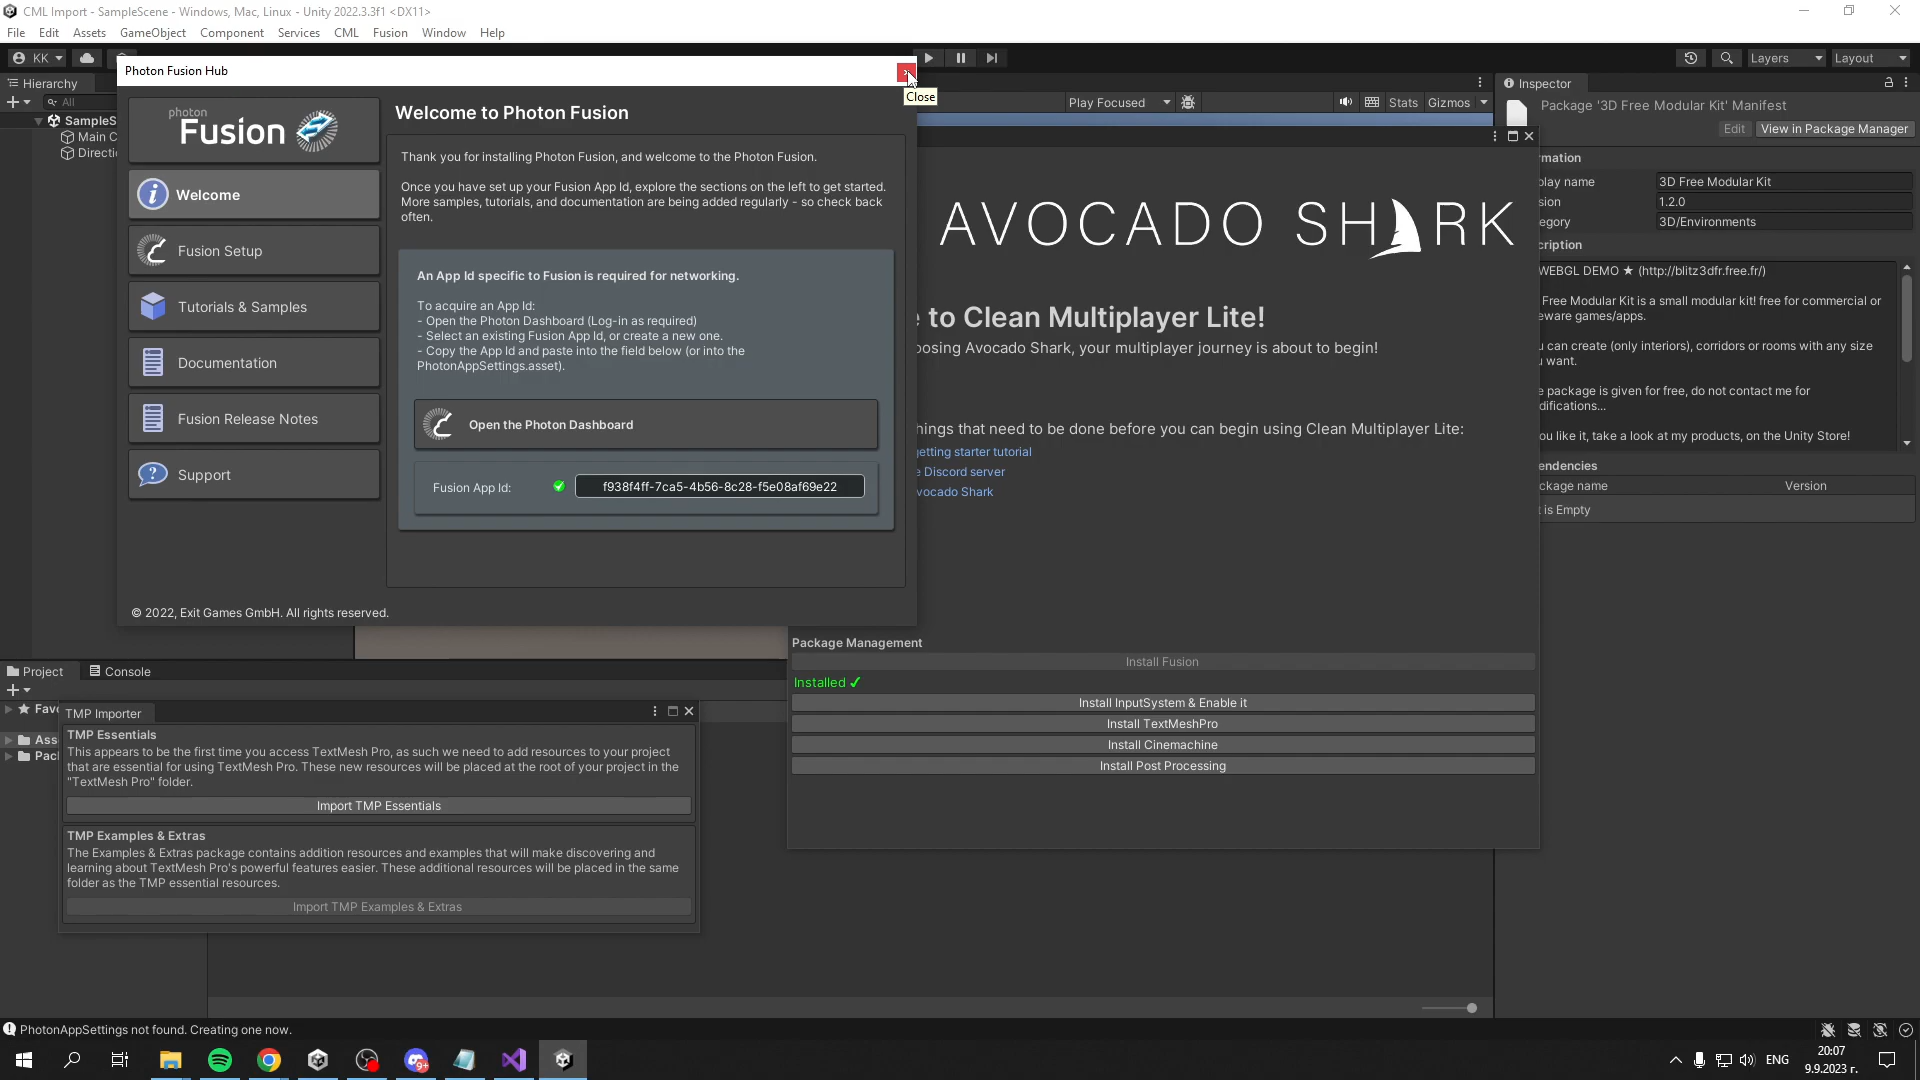 CML Import - SampleScene - Windows, Mac, Linux - Unity 2022.3.3f1 <DX11>
File Edit Assets GameObject Component Services CML Fusion Window Help
KK
Layers
Layout
Photon Fusion Hub
Close
Hierarchy
All
SampleS
Main C
Directi
Play Focused
Stats
Gizmos
photon
Fusion
Welcome
Fusion Setup
Tutorials & Samples
Documentation
Fusion Release Notes
Support
© 2022, Exit Games GmbH. All rights reserved.
Welcome to Photon Fusion
Thank you for installing Photon Fusion, and welcome to the Photon Fusion.
Once you have set up your Fusion App Id, explore the sections on the left to get started.
More samples, tutorials, and documentation are being added regularly - so check back
often.
An App Id specific to Fusion is required for networking.
To acquire an App Id:
- Open the Photon Dashboard (Log-in as required)
- Select an existing Fusion App Id, or create a new one.
- Copy the App Id and paste into the field below (or into the
PhotonAppSettings.asset).
Open the Photon Dashboard
Fusion App Id:
f938f4ff-7ca5-4b56-8c28-f5e08af69e22
AVOCADO SHARK
e to Clean Multiplayer Lite!
oosing Avocado Shark, your multiplayer journey is about to begin!
hings that need to be done before you can begin using Clean Multiplayer Lite:
getting starter tutorial
e Discord server
vocado Shark
Package Management
Install Fusion
Installed ✓
Install InputSystem & Enable it
Install TextMeshPro
Install Cinemachine
Install Post Processing
Inspector
Package '3D Free Modular Kit' Manifest
Edit
View in Package Manager
rmation
play name
3D Free Modular Kit
sion
1.2.0
egory
3D/Environments
cription
WEBGL DEMO ★ (http://blitz3dfr.free.fr/)
Free Modular Kit is a small modular kit! free for commercial or
eware games/apps.
u can create (only interiors), corridors or rooms with any size
u want.
e package is given for free, do not contact me for
difications...
ou like it, take a look at my products, on the Unity Store!
endencies
ckage name
Version
t is Empty
Project
Console
Favo
Ass
Pac
TMP Importer
TMP Essentials
This appears to be the first time you access TextMesh Pro, as such we need to add resources to your project
that are essential for using TextMesh Pro. These new resources will be placed at the root of your project in the
"TextMesh Pro" folder.
Import TMP Essentials
TMP Examples & Extras
The Examples & Extras package contains addition resources and examples that will make discovering and
learning about TextMesh Pro's powerful features easier. These additional resources will be placed in the same
folder as the TMP essential resources.
Import TMP Examples & Extras
PhotonAppSettings not found. Creating one now.
ENG
20:07
9.9.2023 г.